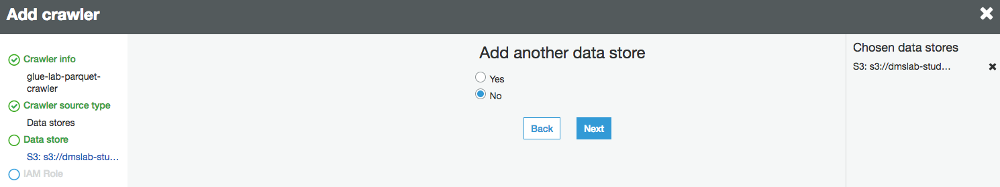 Add crawler
Crawler info
glue-lab-parquet-
crawler
Crawler source type
Data stores
Data store
S3: s3://dmslab-stu…
IAM Role
Add another data store
Yes
No
Back
Next
Chosen data stores
S3: s3://dmslab-stud…